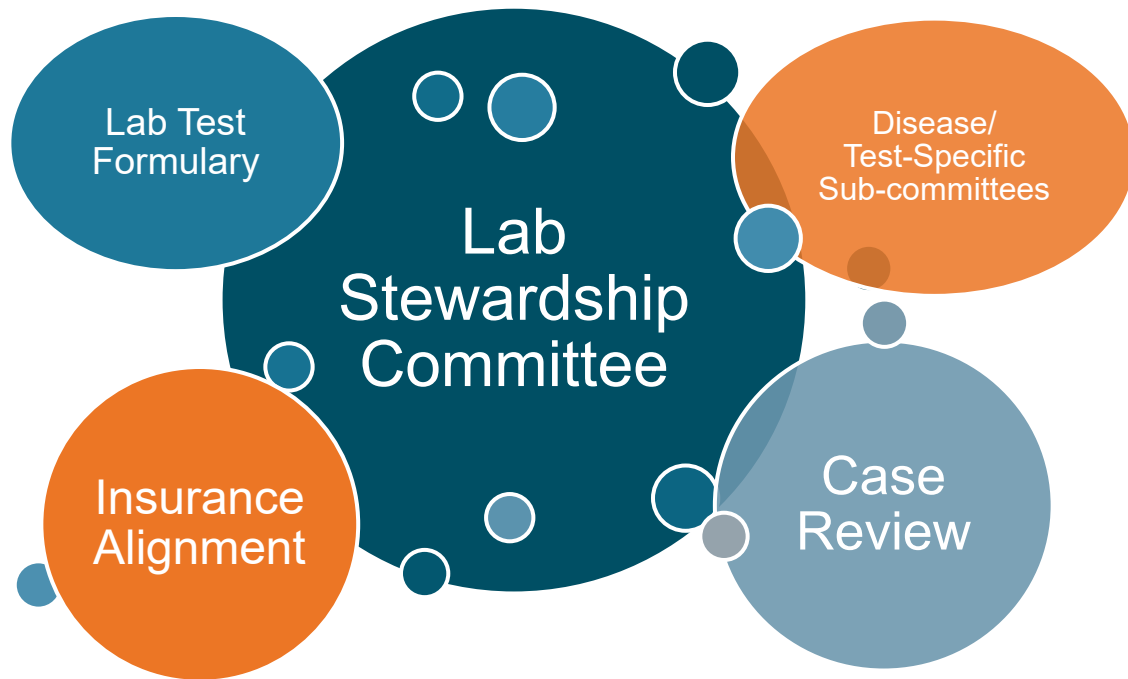 Lab Test
Formulary
Disease/
Test-Specific
Sub-committees
Lab
Stewardship
Committee
Insurance
Alignment
Case
Review